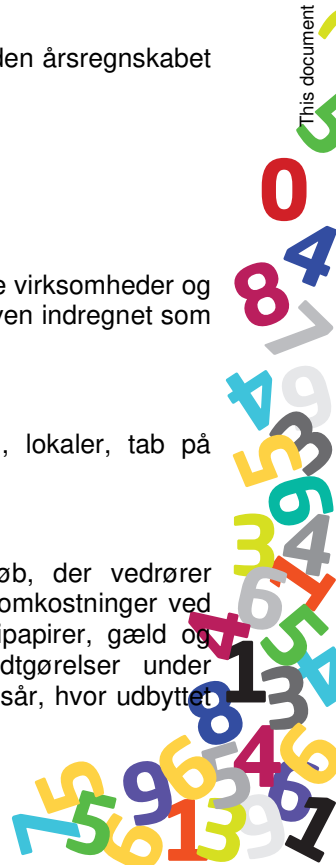 This document
den årsregnskabet
e virksomheder og
ven indregnet som
, lokaler, tab på
øb, der vedrører
omkostninger ved
ipapirer, gæld og
dtgørelser under
sår, hvor udbyttet